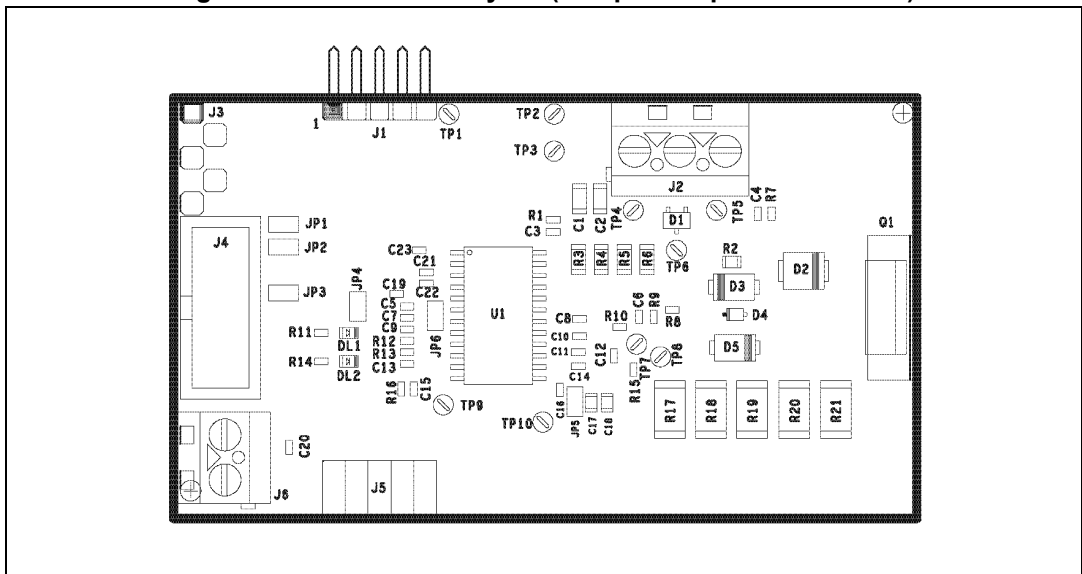 J3
1
J1
TP1
TP2
TP3
J2
R1
C3
C1
C2
TP4
D1
TP5
C4
R7
TP6
Q1
JP1
JP2
J4
JP3
JP4
C23
C21
C19
C22
C5
C7
C9
R12
R13
C13
JP6
U1
R3
R4
R5
R6
R2
D2
D3
D4
D5
C8
C10
C11
C14
R10
C6
R9
R8
C12
TP7
TP8
R15
R11
DL1
R14
DL2
R16
C15
TP9
TP10
C16
JP5
C17
C18
R17
R18
R19
R20
R21
C20
J6
J5